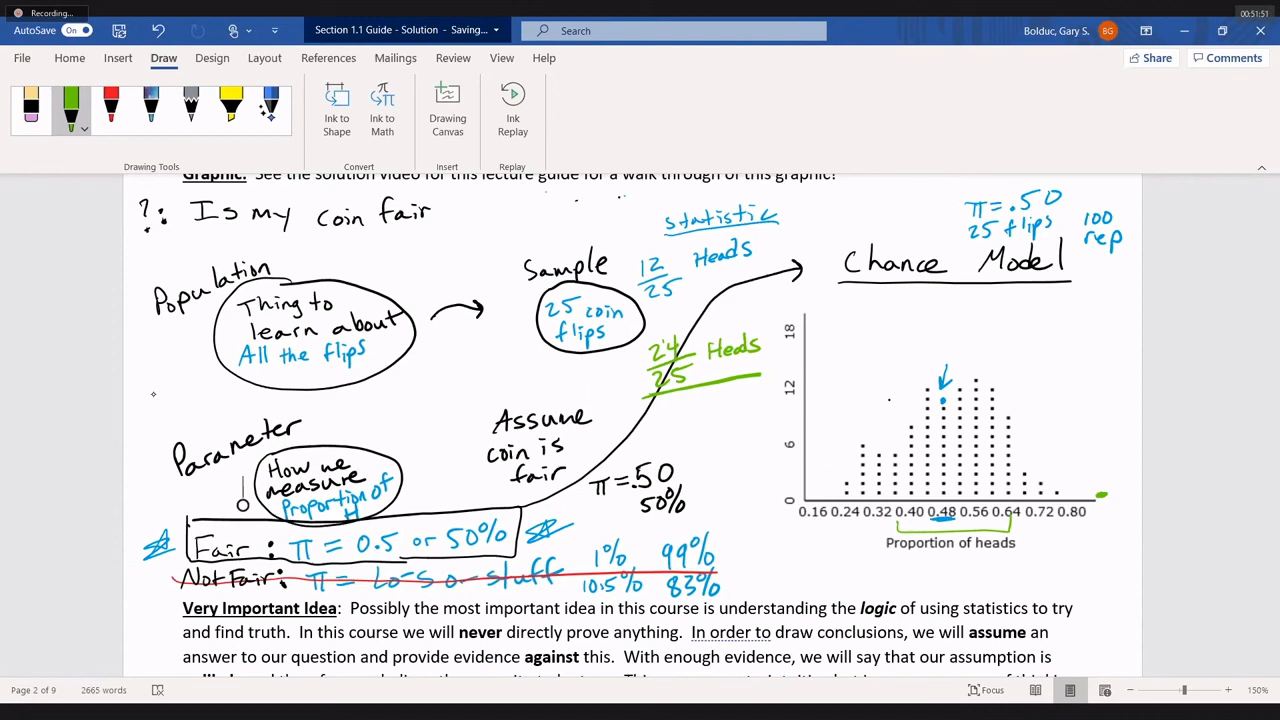 Recording...
00:51:51
AutoSave On
Section 1.1 Guide - Solution - Saving...
Search
Bolduc, Gary S.
BG
File Home Insert Draw Design Layout References Mailings Review View Help
Share Comments
Ink to Shape
Ink to Math
Drawing Canvas
Ink Replay
Drawing Tools
Convert
Insert
Replay
Graphic: See the solution video for this lecture guide for a walk through of this graphic!
?: Is my coin fair
statistic
π = .50
25 flips
100 rep
Population
Thing to learn about
All the flips
Sample
25 coin flips
12/25 Heads
24/25 Heads
Chance Model
18
12
6
0
0.16 0.24 0.32 0.40 0.48 0.56 0.64 0.72 0.80
Proportion of heads
Parameter
How we measure
Proportion of H
Assume coin is fair
π = .50
50%
Fair: π = 0.5 or 50%
Not Fair: π = lots of stuff
1% 99%
10.5% 83%
Very Important Idea: Possibly the most important idea in this course is understanding the logic of using statistics to try
and find truth. In this course we will never directly prove anything. In order to draw conclusions, we will assume an
answer to our question and provide evidence against this. With enough evidence, we will say that our assumption is
Page 2 of 9
2665 words
Focus
150%